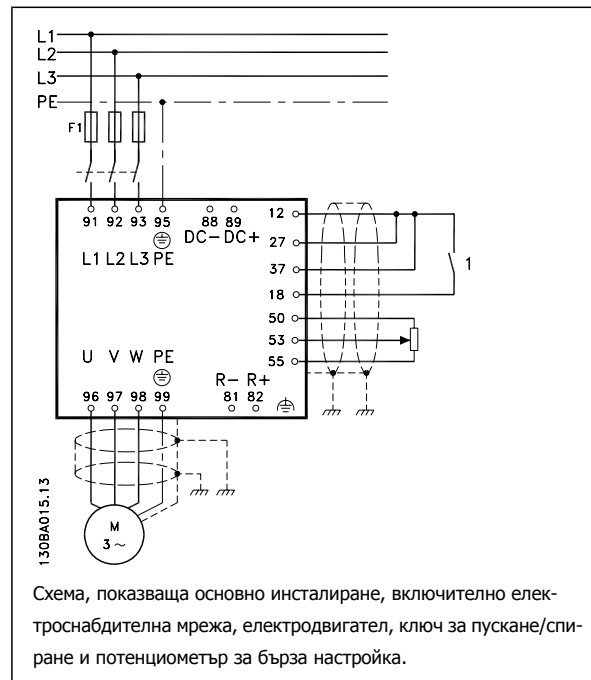 L1
L2
L3
PE
F1
91 92 93 95 88 89
DC- DC+
L1 L2 L3 PE
12
27
37
18
50
53
55
1
U V W PE
R- R+
96 97 98 99 81 82
M
3 ~
130BA015.13
Схема, показваща основно инсталиране, включително елек-
троснабдителна мрежа, електродвигател, ключ за пускане/спи-
ране и потенциометър за бърза настройка.